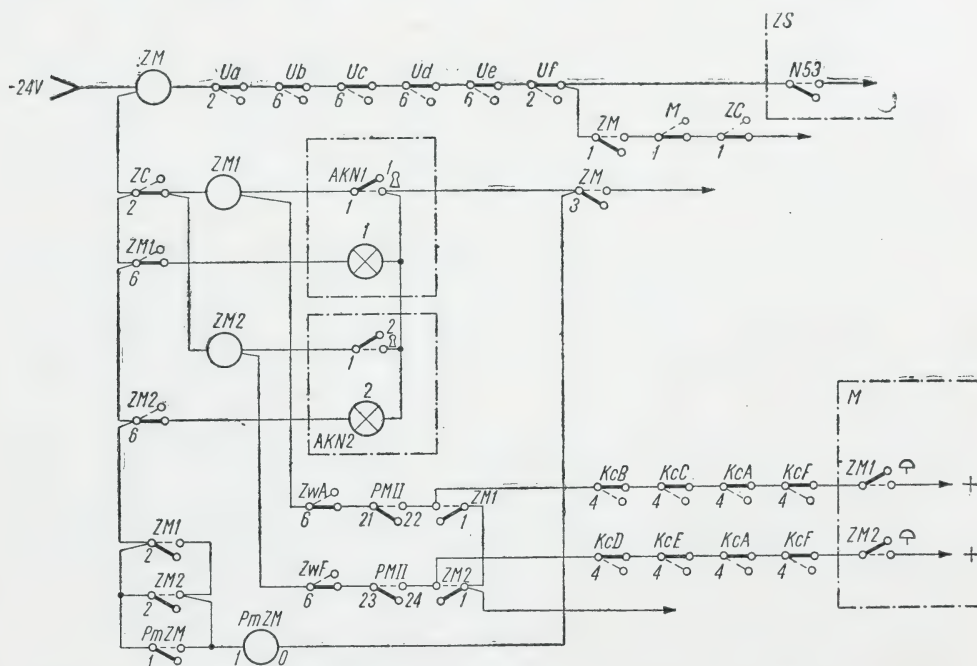 ZS
ZM
-24V
Ua Ub Uc Ud Ue Uf
N53
2 6 6 6 6 2
ZM M ZC
1 1 1
ZC ZM1 AKN1 1 ZM
2 1 3
ZM1 1
6
ZM2 2
1
ZM2 2
6
AKN2
M
KcB KcC KcA KcF ZM1
ZwA PMII ZM1 4 4 4 4 +
6 21 22 1
ZM1 KcD KcE KcA KcF ZM2
2 ZwF PMII ZM2 4 4 4 4 +
ZM2 6 23 24 1
2
PmZM PmZM
1 1 0